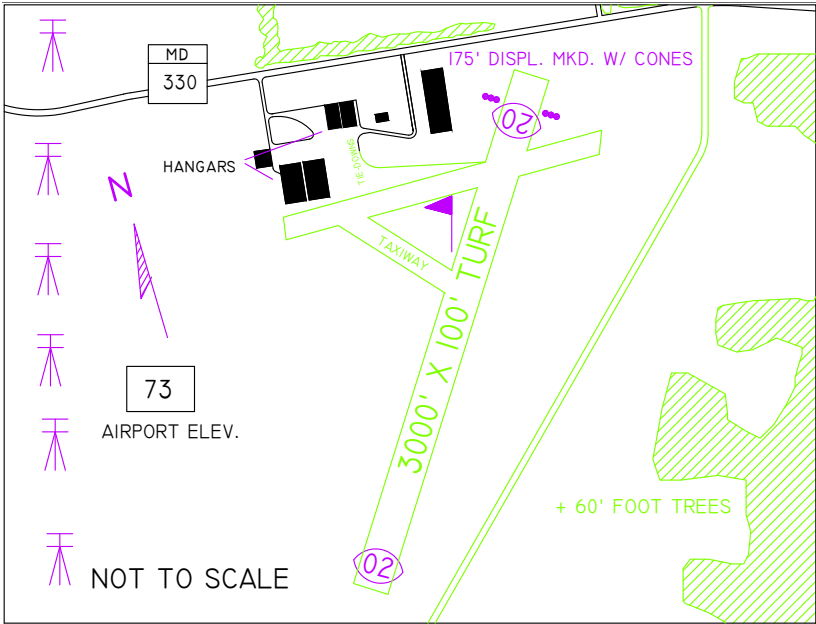 175' DISPL. MKD. W/ CONES
MD
330
20
HANGARS
TIE-DOWNS
N
TAXIWAY
3000' X 100' TURF
73
AIRPORT ELEV.
+ 60' FOOT TREES
02
NOT TO SCALE